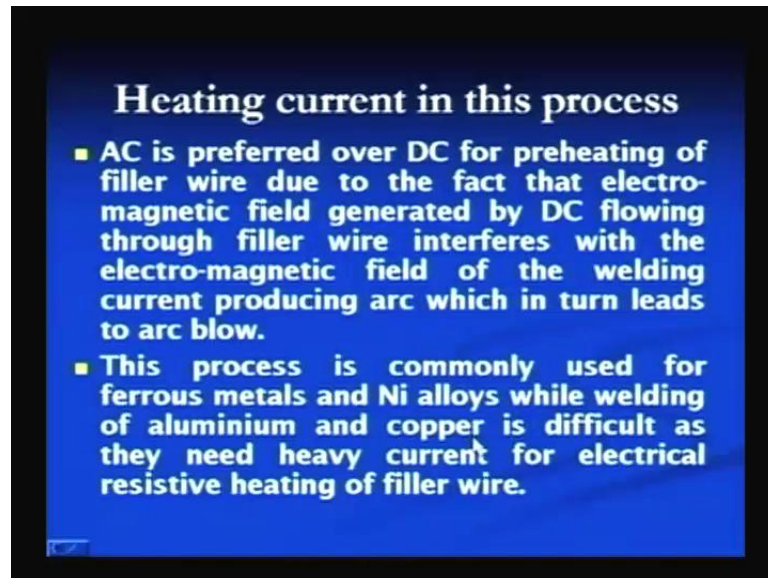 Heating current in this process
AC is preferred over DC for preheating of
filler wire due to the fact that electro-
magnetic field generated by DC flowing
through filler wire interferes with the
electro-magnetic field of the welding
current producing arc which in turn leads
to arc blow.
This process is commonly used for
ferrous metals and Ni alloys while welding
of aluminium and copper is difficult as
they need heavy current for electrical
resistive heating of filler wire.